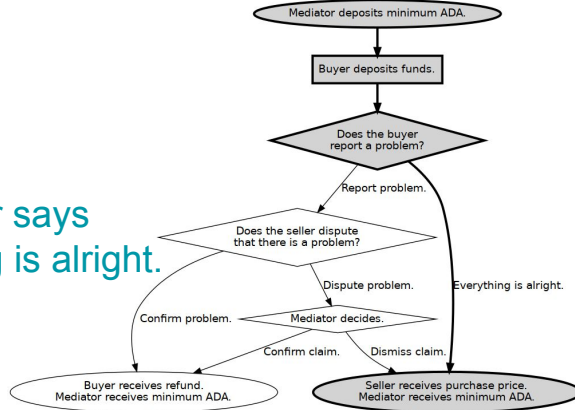 Mediator deposits minimum ADA.
Buyer deposits funds.
Does the buyer
report a problem?
Report problem.
r says
g is alright.
Does the seller dispute
that there is a problem?
Dispute problem.
Everything is alright.
Confirm problem.
Mediator decides.
Confirm claim.
Dismiss claim.
Buyer receives refund.
Mediator receives minimum ADA.
Seller receives purchase price.
Mediator receives minimum ADA.